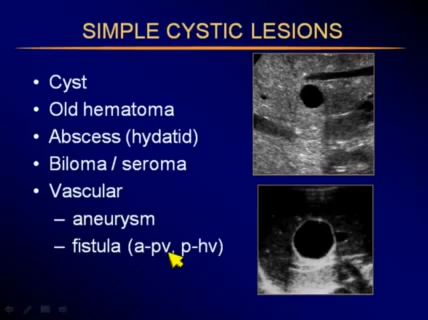 SIMPLE CYSTIC LESIONS
• Cyst
• Old hematoma
• Abscess (hydatid)
• Biloma / seroma
• Vascular
– aneurysm
– fistula (a-pv, p-hv)